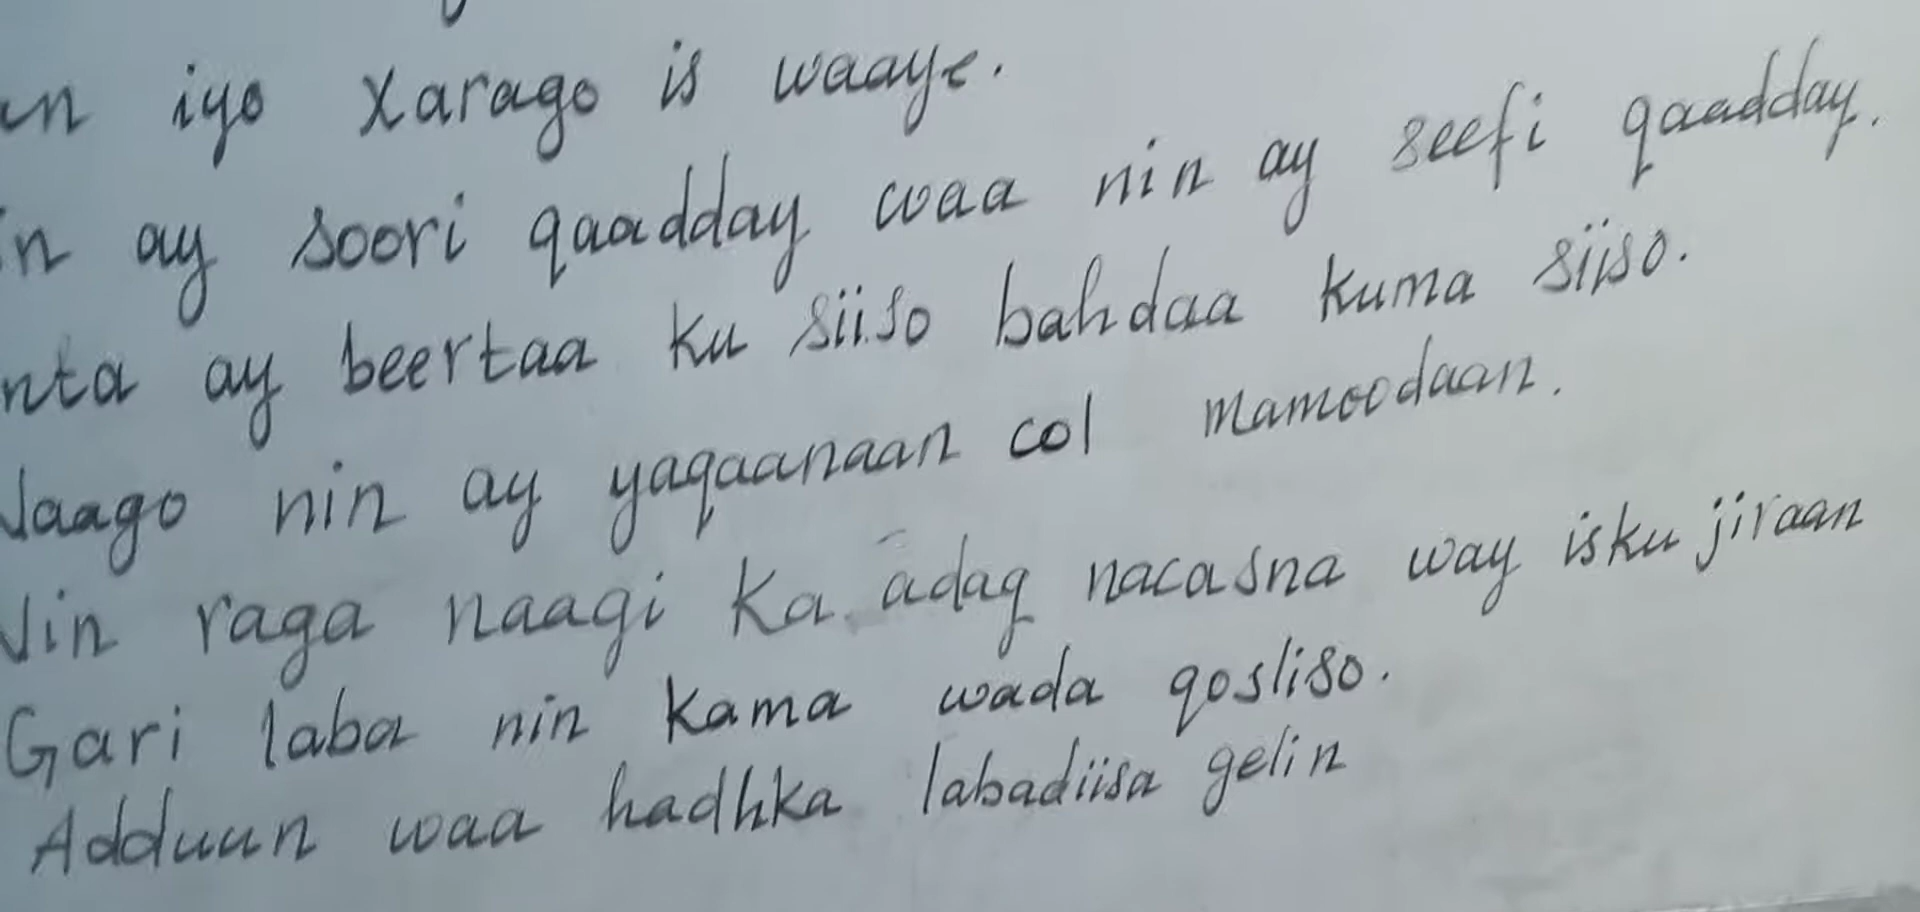 iyo xarago is waaye.
ay soori qaadday waa nin ay seefi qaadday.
ay beertaa ku siiso bahdaa kuma siiso.
Naago nin ay yaqaanaan col mamoodaan.
Nin raga naagi ka adag nacasna way isku jiraan
Gari laba nin kama wada qosliso.
Adduun waa hadhka labadiisa gelin